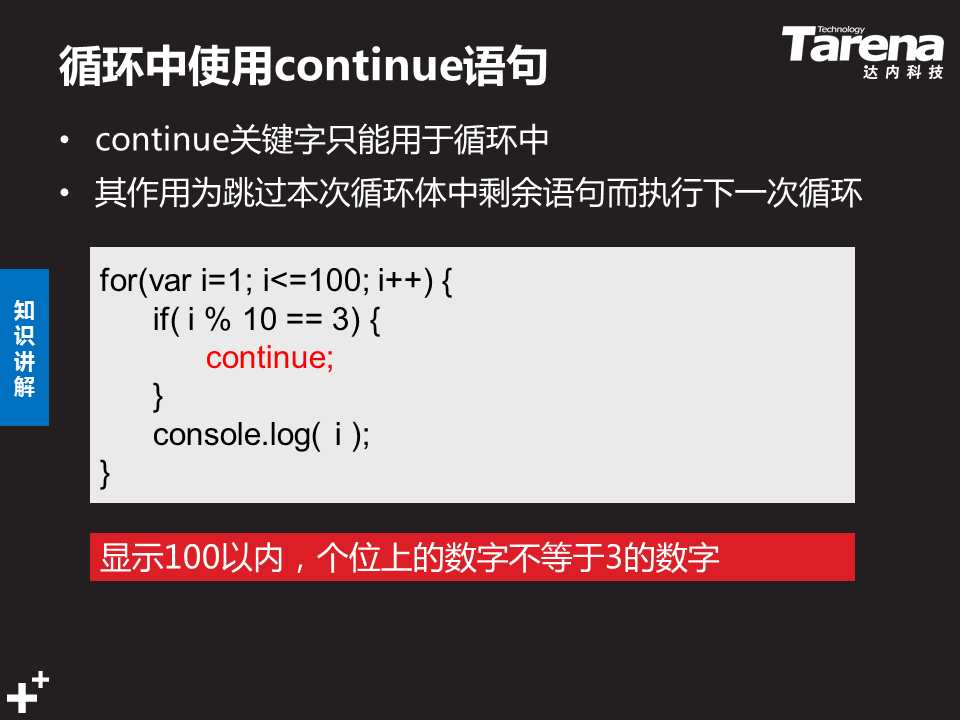 循环中使用continue语句
Technology
Tarena
达内科技
• continue关键字只能用于循环中
• 其作用为跳过本次循环体中剩余语句而执行下一次循环
知识讲解
for(var i=1; i<=100; i++) {
if( i % 10 == 3) {
continue;
}
console.log( i );
}
显示100以内，个位上的数字不等于3的数字